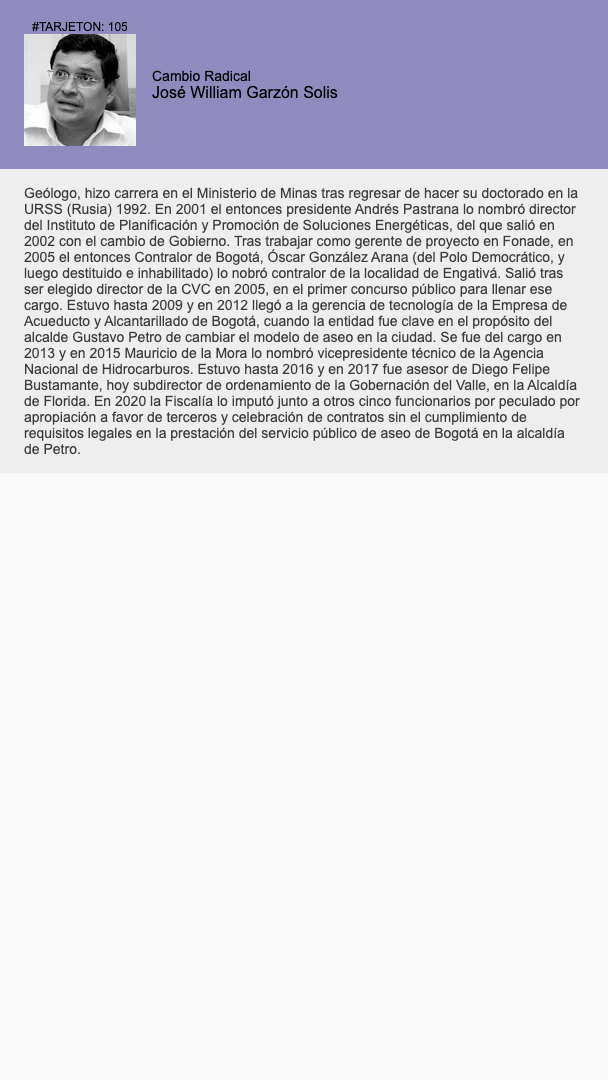 #TARJETON: 105
Cambio Radical
José William Garzón Solis
Geólogo, hizo carrera en el Ministerio de Minas tras regresar de hacer su doctorado en la
URSS (Rusia) 1992. En 2001 el entonces presidente Andrés Pastrana lo nombró director
del Instituto de Planificación y Promoción de Soluciones Energéticas, del que salió en
2002 con el cambio de Gobierno. Tras trabajar como gerente de proyecto en Fonade, en
2005 el entonces Contralor de Bogotá, Óscar González Arana (del Polo Democrático, y
luego destituido e inhabilitado) lo nobró contralor de la localidad de Engativá. Salió tras
ser elegido director de la CVC en 2005, en el primer concurso público para llenar ese
cargo. Estuvo hasta 2009 y en 2012 llegó a la gerencia de tecnología de la Empresa de
Acueducto y Alcantarillado de Bogotá, cuando la entidad fue clave en el propósito del
alcalde Gustavo Petro de cambiar el modelo de aseo en la ciudad. Se fue del cargo en
2013 y en 2015 Mauricio de la Mora lo nombró vicepresidente técnico de la Agencia
Nacional de Hidrocarburos. Estuvo hasta 2016 y en 2017 fue asesor de Diego Felipe
Bustamante, hoy subdirector de ordenamiento de la Gobernación del Valle, en la Alcaldía
de Florida. En 2020 la Fiscalía lo imputó junto a otros cinco funcionarios por peculado por
apropiación a favor de terceros y celebración de contratos sin el cumplimiento de
requisitos legales en la prestación del servicio público de aseo de Bogotá en la alcaldía
de Petro.